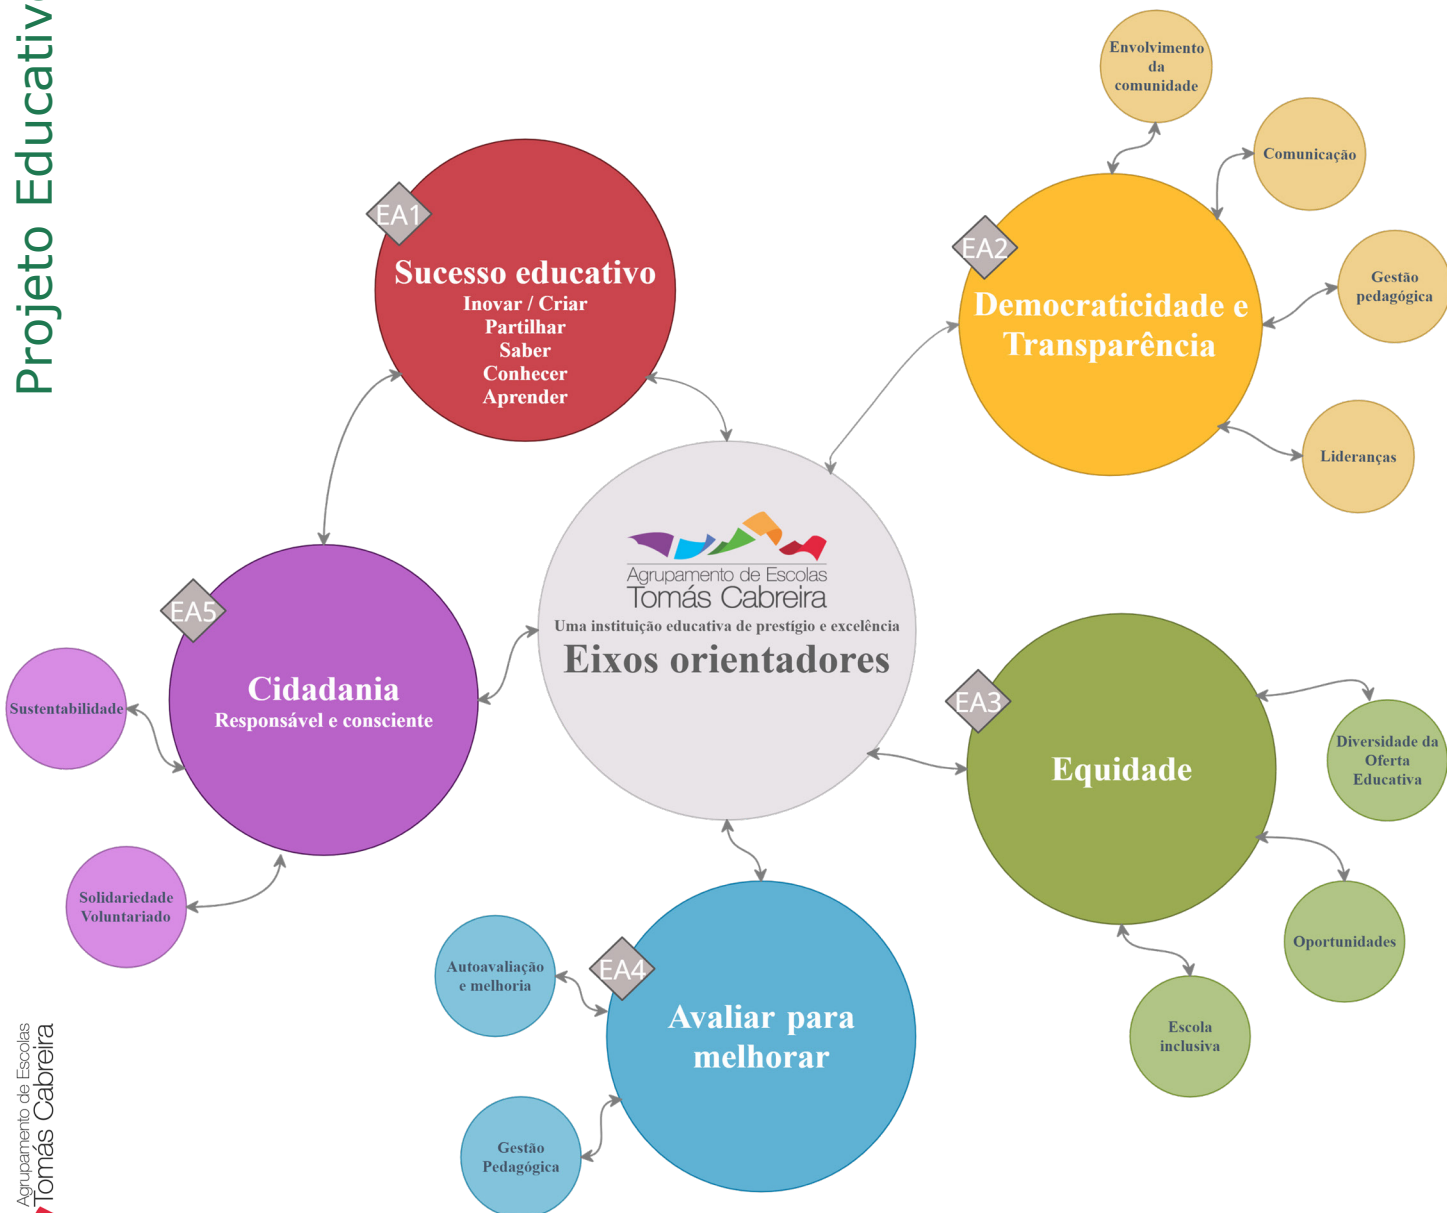 Projeto Educativo
EA1
Sucesso educativo
Inovar / Criar
Partilhar
Saber
Conhecer
Aprender
EA2
Democraticidade e
Transparência
Envolvimento
da
comunidade
Comunicação
Gestão
pedagógica
Lideranças
Agrupamento de Escolas
Tomás Cabreira
Uma instituição educativa de prestígio e excelência
Eixos orientadores
EA5
Cidadania
Responsável e consciente
Sustentabilidade
Solidariedade
Voluntariado
EA3
Equidade
Diversidade da
Oferta
Educativa
Oportunidades
Escola
inclusiva
EA4
Avaliar para
melhorar
Autoavaliação
e melhoria
Gestão
Pedagógica
Agrupamento de Escolas
Tomás Cabreira